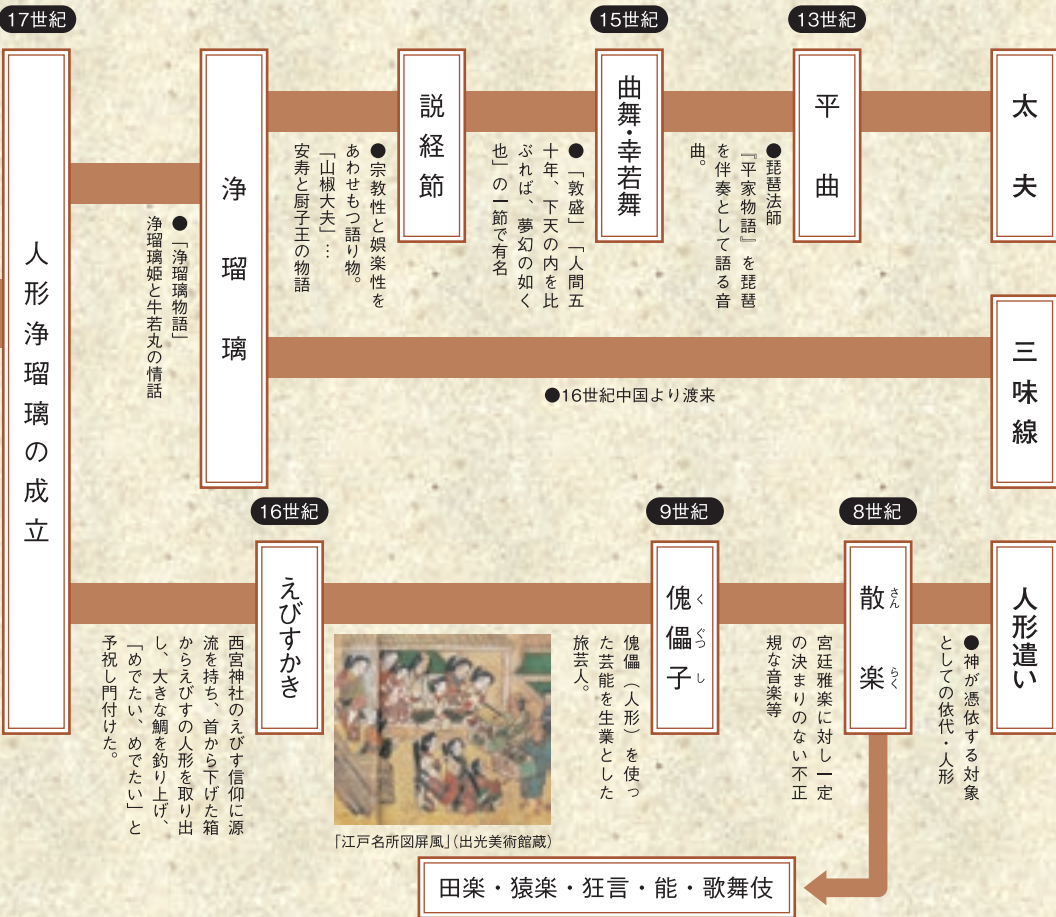 太夫
13世紀
平曲
●琵琶法師
『平家物語』を琵琶
を伴奏として語る音
曲。
15世紀
曲舞・幸若舞
●「敦盛」「人間五
十年、下天の内を比
ぶれば、夢幻の如く
也」の一節で有名
説経節
●宗教性と娯楽性を
あわせもつ語り物。
「山椒大夫」…
安寿と厨子王の物語
三味線
●16世紀中国より渡来
浄瑠璃
●「浄瑠璃物語」
浄瑠璃姫と牛若丸の情話
人形遣い
●神が憑依する対象
としての依代・人形
8世紀
散楽
さん
らく
宮廷雅楽に対し一定
の決まりのない不正
規な音楽等
田楽・猿楽・狂言・能・歌舞伎
9世紀
傀儡子
く
ぐつ
し
傀儡（人形）を使っ
た芸能を生業とした
旅芸人。
「江戸名所図屏風」（出光美術館蔵）
16世紀
えびすかき
西宮神社のえびす信仰に源
流を持ち、首から下げた箱
からえびすの人形を取り出
し、大きな鯛を釣り上げ、
「めでたい、めでたい」と
予祝し門付けた。
17世紀
人形浄瑠璃の成立